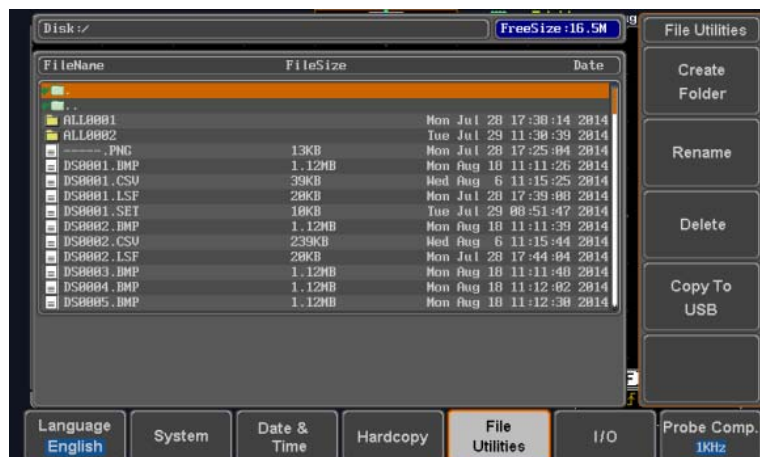 Disk:/ FreeSize:16.5M File Utilities
FileName FileSize Date
.
..
ALL0001 Mon Jul 28 17:38:14 2014
ALL0002 Tue Jul 29 11:30:39 2014
-----.PNG 13KB Mon Jul 28 17:25:04 2014
DS0001.BMP 1.12MB Mon Aug 18 11:11:26 2014
DS0001.CSV 39KB Wed Aug 6 11:15:25 2014
DS0001.LSF 20KB Mon Jul 28 17:39:08 2014
DS0001.SET 10KB Tue Jul 29 08:51:47 2014
DS0002.BMP 1.12MB Mon Aug 18 11:11:39 2014
DS0002.CSV 239KB Wed Aug 6 11:15:44 2014
DS0002.LSF 20KB Mon Jul 28 17:44:04 2014
DS0003.BMP 1.12MB Mon Aug 18 11:11:48 2014
DS0004.BMP 1.12MB Mon Aug 18 11:12:02 2014
DS0005.BMP 1.12MB Mon Aug 18 11:12:30 2014
Create
Folder
Rename
Delete
Copy To
USB
Language
English
System
Date &
Time
Hardcopy
File
Utilities
I/O
Probe Comp.
1KHz